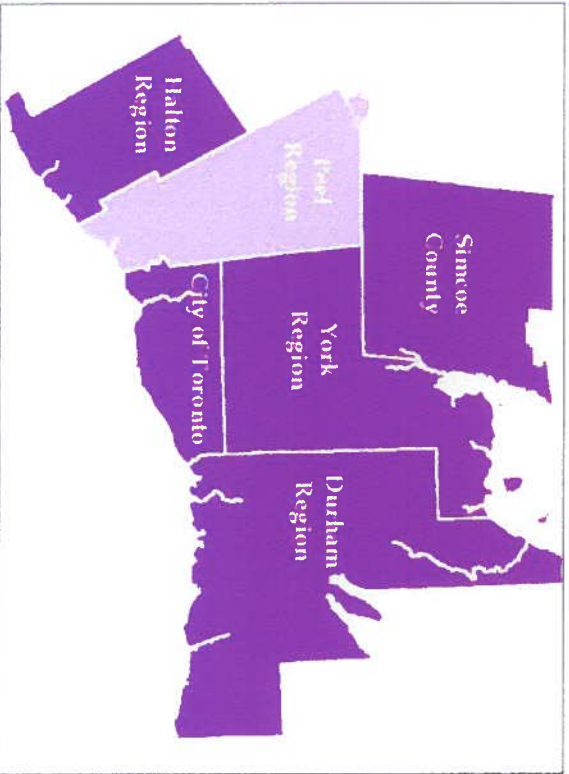 Simcoe
County
Peel
Region
Halton
Region
York
Region
City of Toronto
Durham
Region